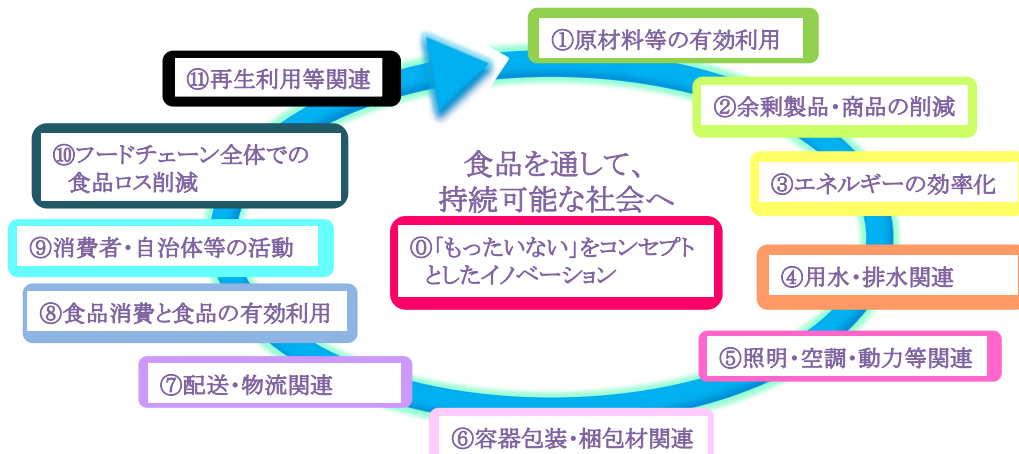 ①原材料等の有効利用
②余剰製品・商品の削減
③エネルギーの効率化
④用水・排水関連
⑤照明・空調・動力等関連
⑥容器包装・梱包材関連
⑦配送・物流関連
⑧食品消費と食品の有効利用
⑨消費者・自治体等の活動
⑩フードチェーン全体での
食品ロス削減
⑪再生利用等関連
食品を通して、
持続可能な社会へ
⓪「もったいない」をコンセプト
としたイノベーション